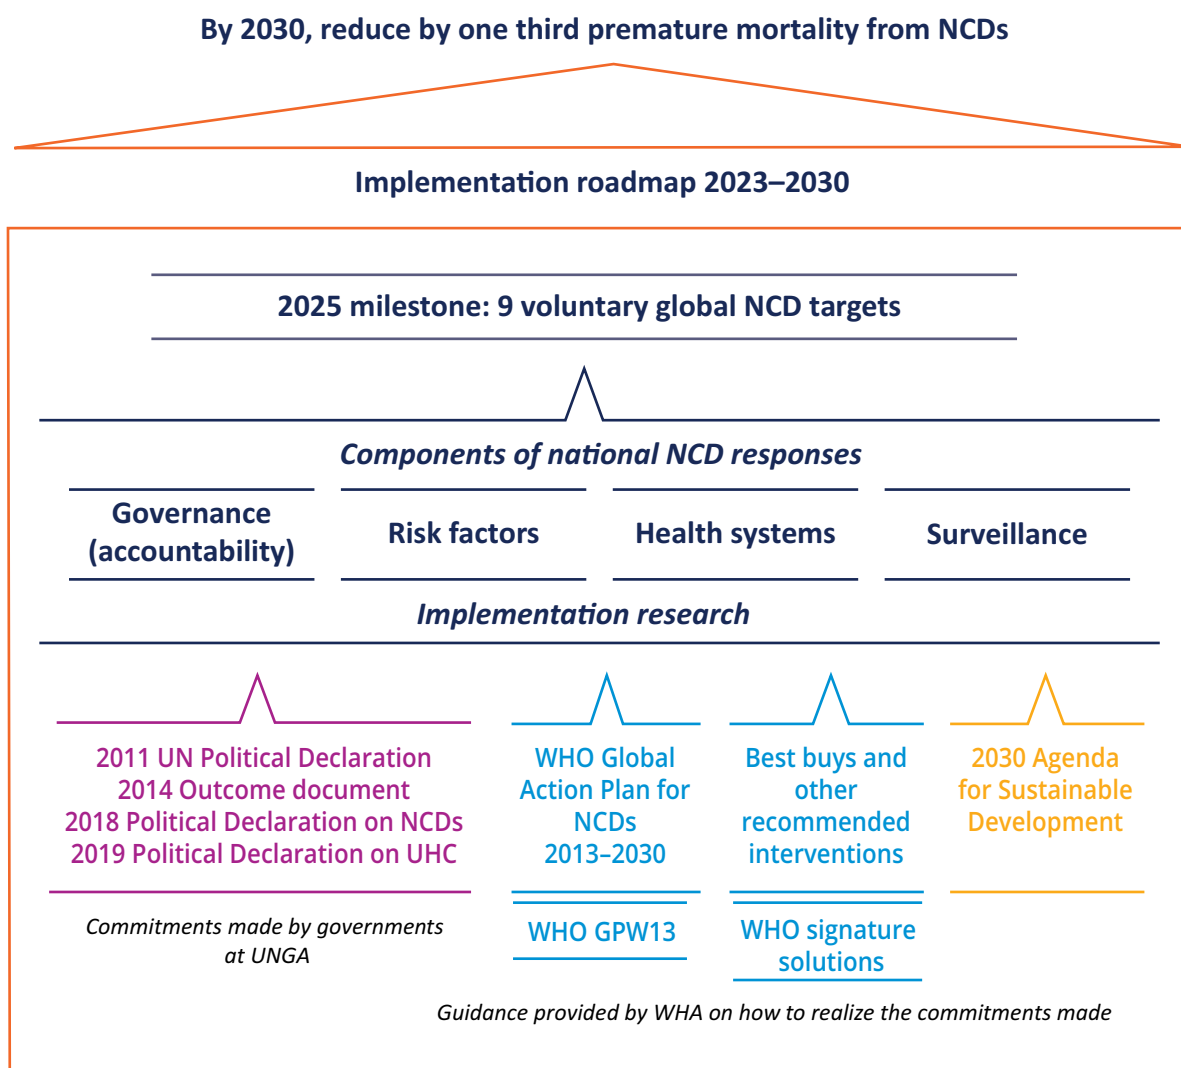 By 2030, reduce by one third premature mortality from NCDs
Implementation roadmap 2023–2030
2025 milestone: 9 voluntary global NCD targets
Components of national NCD responses
Governance
(accountability)
Risk factors
Health systems
Surveillance
Implementation research
2011 UN Political Declaration
2014 Outcome document
2018 Political Declaration on NCDs
2019 Political Declaration on UHC
Commitments made by governments
at UNGA
WHO Global
Action Plan for
NCDs
2013–2030
WHO GPW13
Best buys and
other
recommended
interventions
WHO signature
solutions
2030 Agenda
for Sustainable
Development
Guidance provided by WHA on how to realize the commitments made